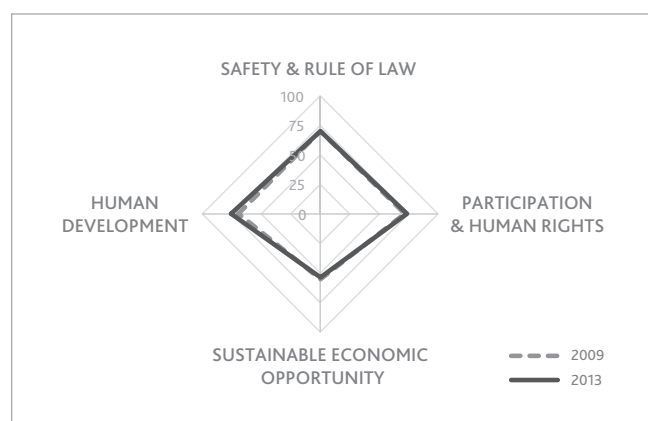 SAFETY & RULE OF LAW
100
75
50
25
0
HUMAN
DEVELOPMENT
PARTICIPATION
& HUMAN RIGHTS
SUSTAINABLE ECONOMIC
OPPORTUNITY
2009
2013